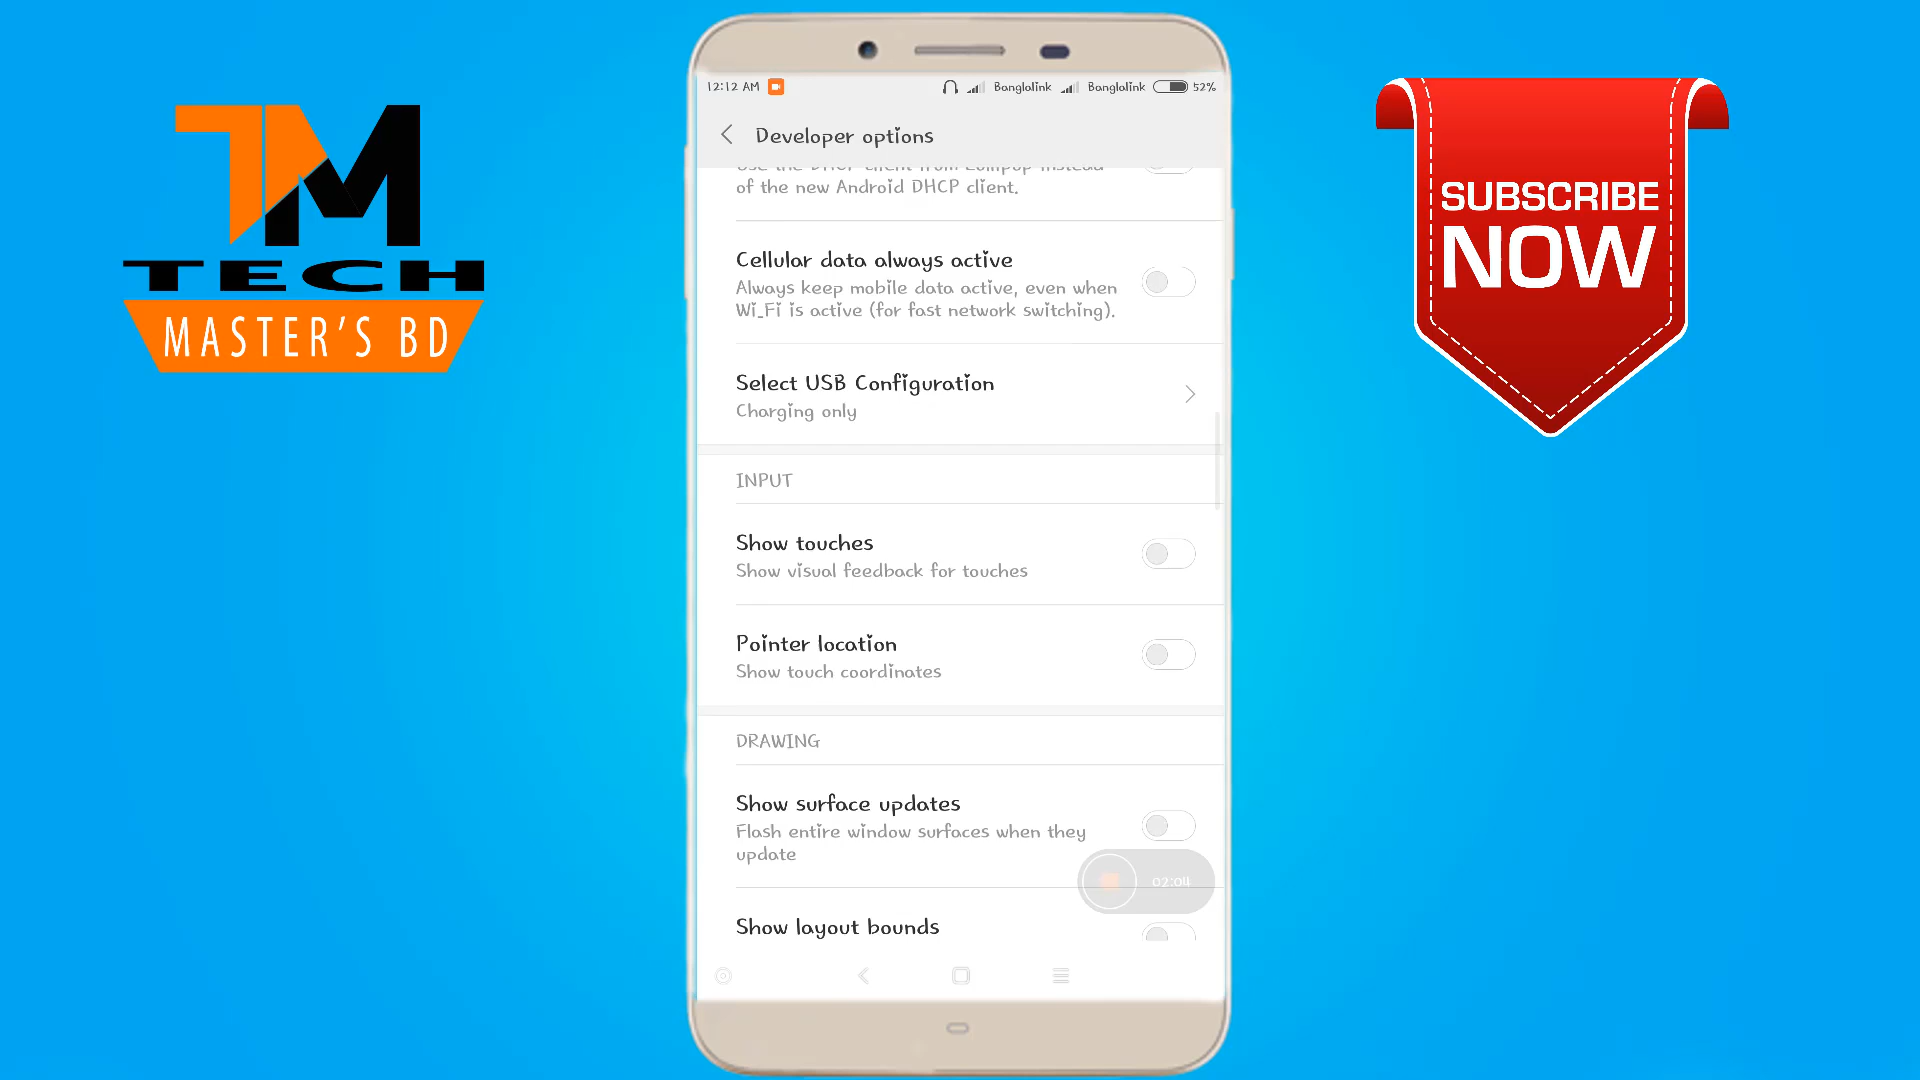 TM
TECH
MASTER'S BD
SUBSCRIBE
NOW
12:12 AM
Banglalink
Banglalink
52%
Developer options
Use the DHCP client from Lollipop instead
of the new Android DHCP client.
Cellular data always active
Always keep mobile data active, even when
Wi_Fi is active (for fast network switching).
Select USB Configuration
Charging only
INPUT
Show touches
Show visual feedback for touches
Pointer location
Show touch coordinates
DRAWING
Show surface updates
Flash entire window surfaces when they
update
02:04
Show layout bounds